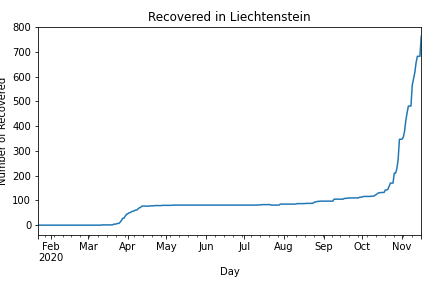 Recovered in Liechtenstein
Number of Recovered
800
700
600
500
400
300
200
100
0
Feb Mar Apr May Jun Jul Aug Sep Oct Nov
2020
Day